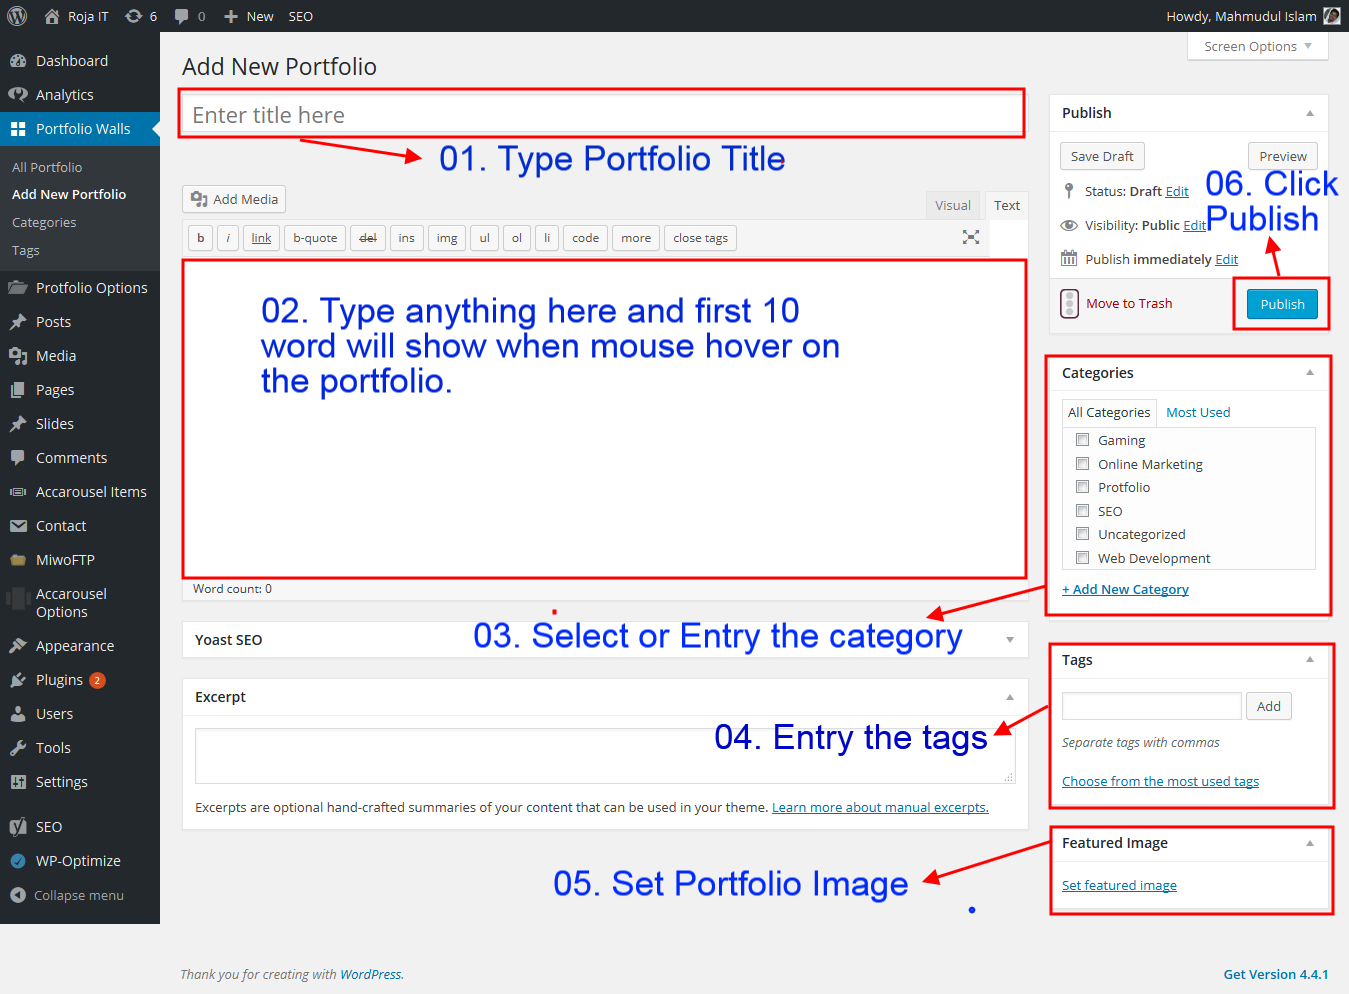 Roja IT 6 0 New SEO Howdy, Mahmudul Islam
Screen Options
Dashboard
Analytics
Portfolio Walls
All Portfolio
Add New Portfolio
Categories
Tags
Protfolio Options
Posts
Media
Pages
Slides
Comments
Accarousel Items
Contact
MiwoFTP
Accarousel
Options
Appearance
Plugins 2
Users
Tools
Settings
SEO
WP-Optimize
Collapse menu
Add New Portfolio
Enter title here
01. Type Portfolio Title
Add Media
Visual Text
b i link b-quote del ins img ul ol li code more close tags
02. Type anything here and first 10
word will show when mouse hover on
the portfolio.
Word count: 0
03. Select or Entry the category
Yoast SEO
Excerpt
04. Entry the tags
Excerpts are optional hand-crafted summaries of your content that can be used in your theme. Learn more about manual excerpts.
05. Set Portfolio Image
Publish
Save Draft Preview
Status: Draft Edit
Visibility: Public Edit
Publish immediately Edit
06. Click
Publish
Move to Trash Publish
Categories
All Categories Most Used
Gaming
Online Marketing
Protfolio
SEO
Uncategorized
Web Development
+ Add New Category
Tags
Add
Separate tags with commas
Choose from the most used tags
Featured Image
Set featured image
Thank you for creating with WordPress. Get Version 4.4.1